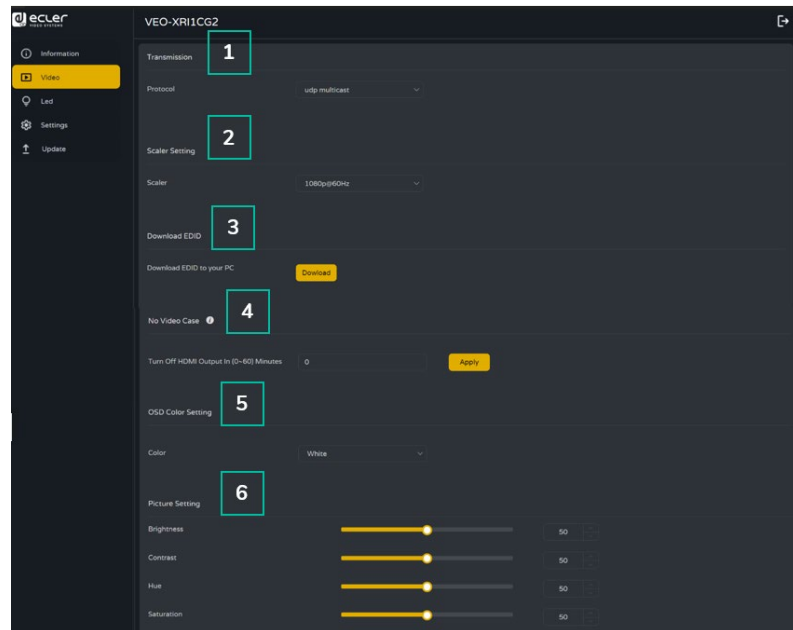 ecler
VIDEO SYSTEMS
VEO-XRI1CG2
Information
Video
Led
Settings
Update
Transmission 1
Protocol udp multicast
Scaler Setting 2
Scaler 1080p@60Hz
Download EDID 3
Download EDID to your PC Dowload
No Video Case i 4
Turn Off HDMI Output In (0~60) Minutes 0 Apply
OSD Color Setting 5
Color White
Picture Setting 6
Brightness 50
Contrast 50
Hue 50
Saturation 50